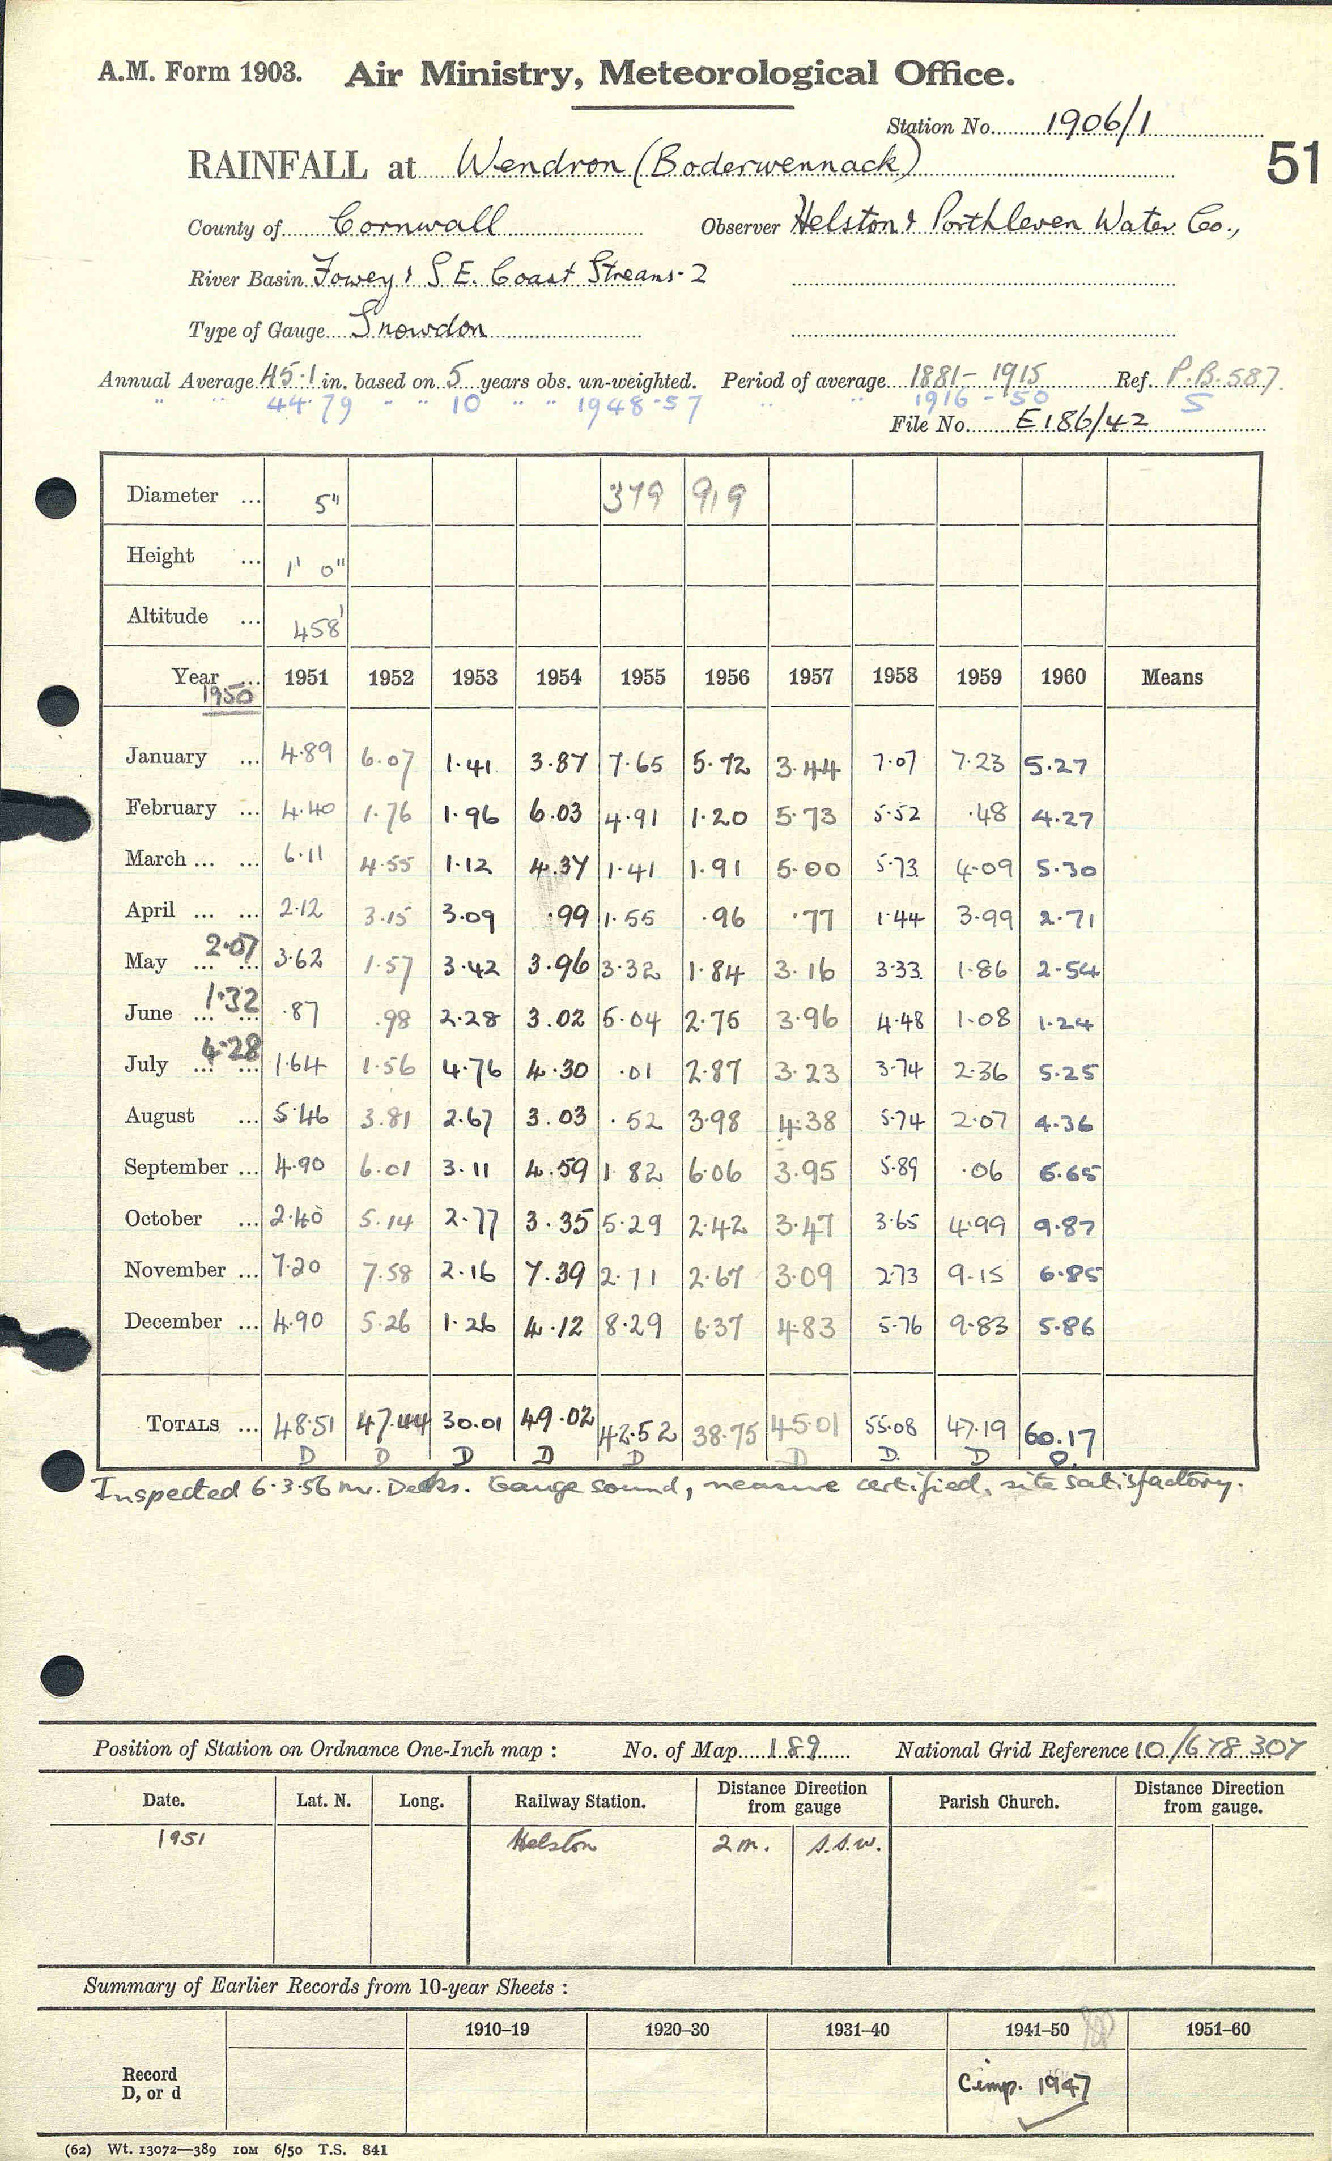 A.M. Form 1903. Air Ministry, Meteorological Office.
Station No. 1906/1
RAINFALL at Wendron (Boderwennack)
51
County of Cornwall Observer Helston & Porthleven Water Co.,
River Basin Fowey & S.E. Coast Streams-2
Type of Gauge Snowdon
Annual Average 45.1 in. based on 5 years obs. un-weighted. Period of average 1881-1915 Ref. P.B. 587.
" " 44.79 " " 10 " " 1948-57 " " 1916-50 S
File No. E186/42
Diameter ... 5" 379 919
Height ... 1' 0"
Altitude ... 458'
Year ... 1951 1952 1953 1954 1955 1956 1957 1958 1959 1960 Means
1950
January ... 4.89 6.07 1.41 3.87 7.65 5.72 3.44 7.07 7.23 5.27
February ... 4.40 1.76 1.96 6.03 4.91 1.20 5.73 5.52 .48 4.27
March ... ... 6.11 4.55 1.12 4.37 1.41 1.91 5.00 5.73 4.09 5.30
April ... ... 2.12 3.15 3.09 .99 1.55 .96 .77 1.44 3.99 2.71
May ... ... 2.07 3.62 1.57 3.42 3.96 3.32 1.84 3.16 3.33 1.86 2.54
June ... ... 1.32 .87 .98 2.28 3.02 5.04 2.75 3.96 4.48 1.08 1.24
July ... ... 4.28 1.64 1.56 4.76 4.30 .01 2.87 3.23 3.74 2.36 5.25
August ... 5.46 3.81 2.67 3.03 .52 3.98 4.38 5.74 2.07 4.36
September ... 4.90 6.01 3.11 4.59 1.82 6.06 3.95 5.89 .06 6.65
October ... 2.40 5.14 2.77 3.35 5.29 2.42 3.47 3.65 4.99 9.87
November ... 7.20 7.58 2.16 7.39 2.71 2.67 3.09 2.73 9.15 6.85
December ... 4.90 5.26 1.26 4.12 8.29 6.37 4.83 5.76 9.83 5.86
TOTALS ... 48.51 47.44 30.01 49.02 42.52 38.75 45.01 55.08 47.19 60.17
D D D D D D D. D D.
Inspected 6.3.56 Mr. Deeks. Gauge sound, measure certified, site satisfactory.
Position of Station on Ordnance One-Inch map : No. of Map 189 National Grid Reference 10/678 307
Date. Lat. N. Long. Railway Station. Distance Direction from gauge Parish Church. Distance Direction from gauge.
1951 Helston 2 m. S.S.W.
Summary of Earlier Records from 10-year Sheets :
1910–19 1920–30 1931–40 1941–50 1951–60
Record
D, or d
Comp. 1947
(62) Wt. 13072—389 10M 6/50 T.S. 841